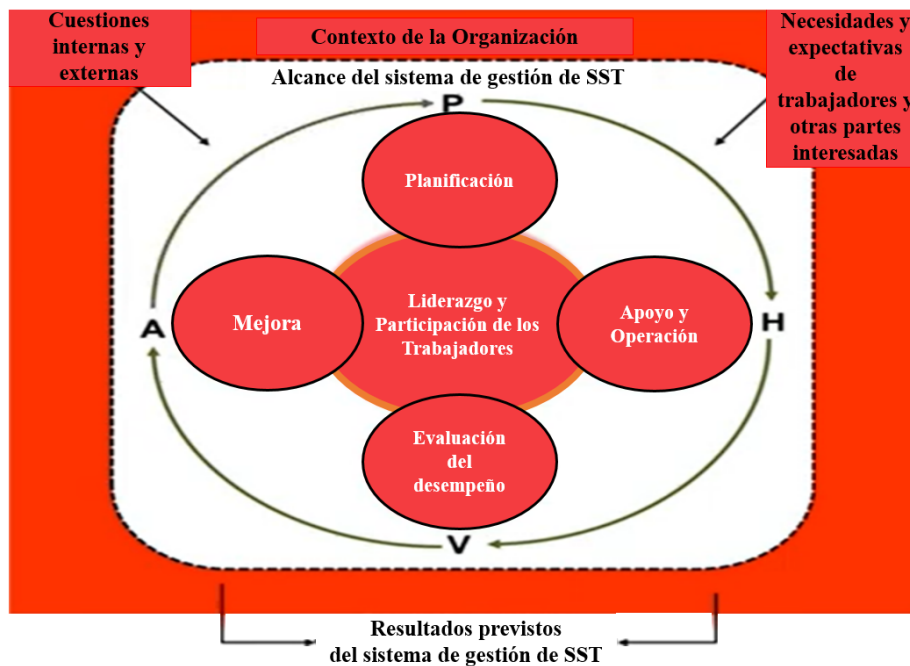 Cuestiones
internas y
externas
Contexto de la Organización
Necesidades y
expectativas
de
trabajadores y
otras partes
interesadas
Alcance del sistema de gestión de SST
P
Planificación
A
Mejora
Liderazgo y
Participación de los
Trabajadores
Apoyo y
Operación
H
Evaluación
del
desempeño
V
Resultados previstos
del sistema de gestión de SST